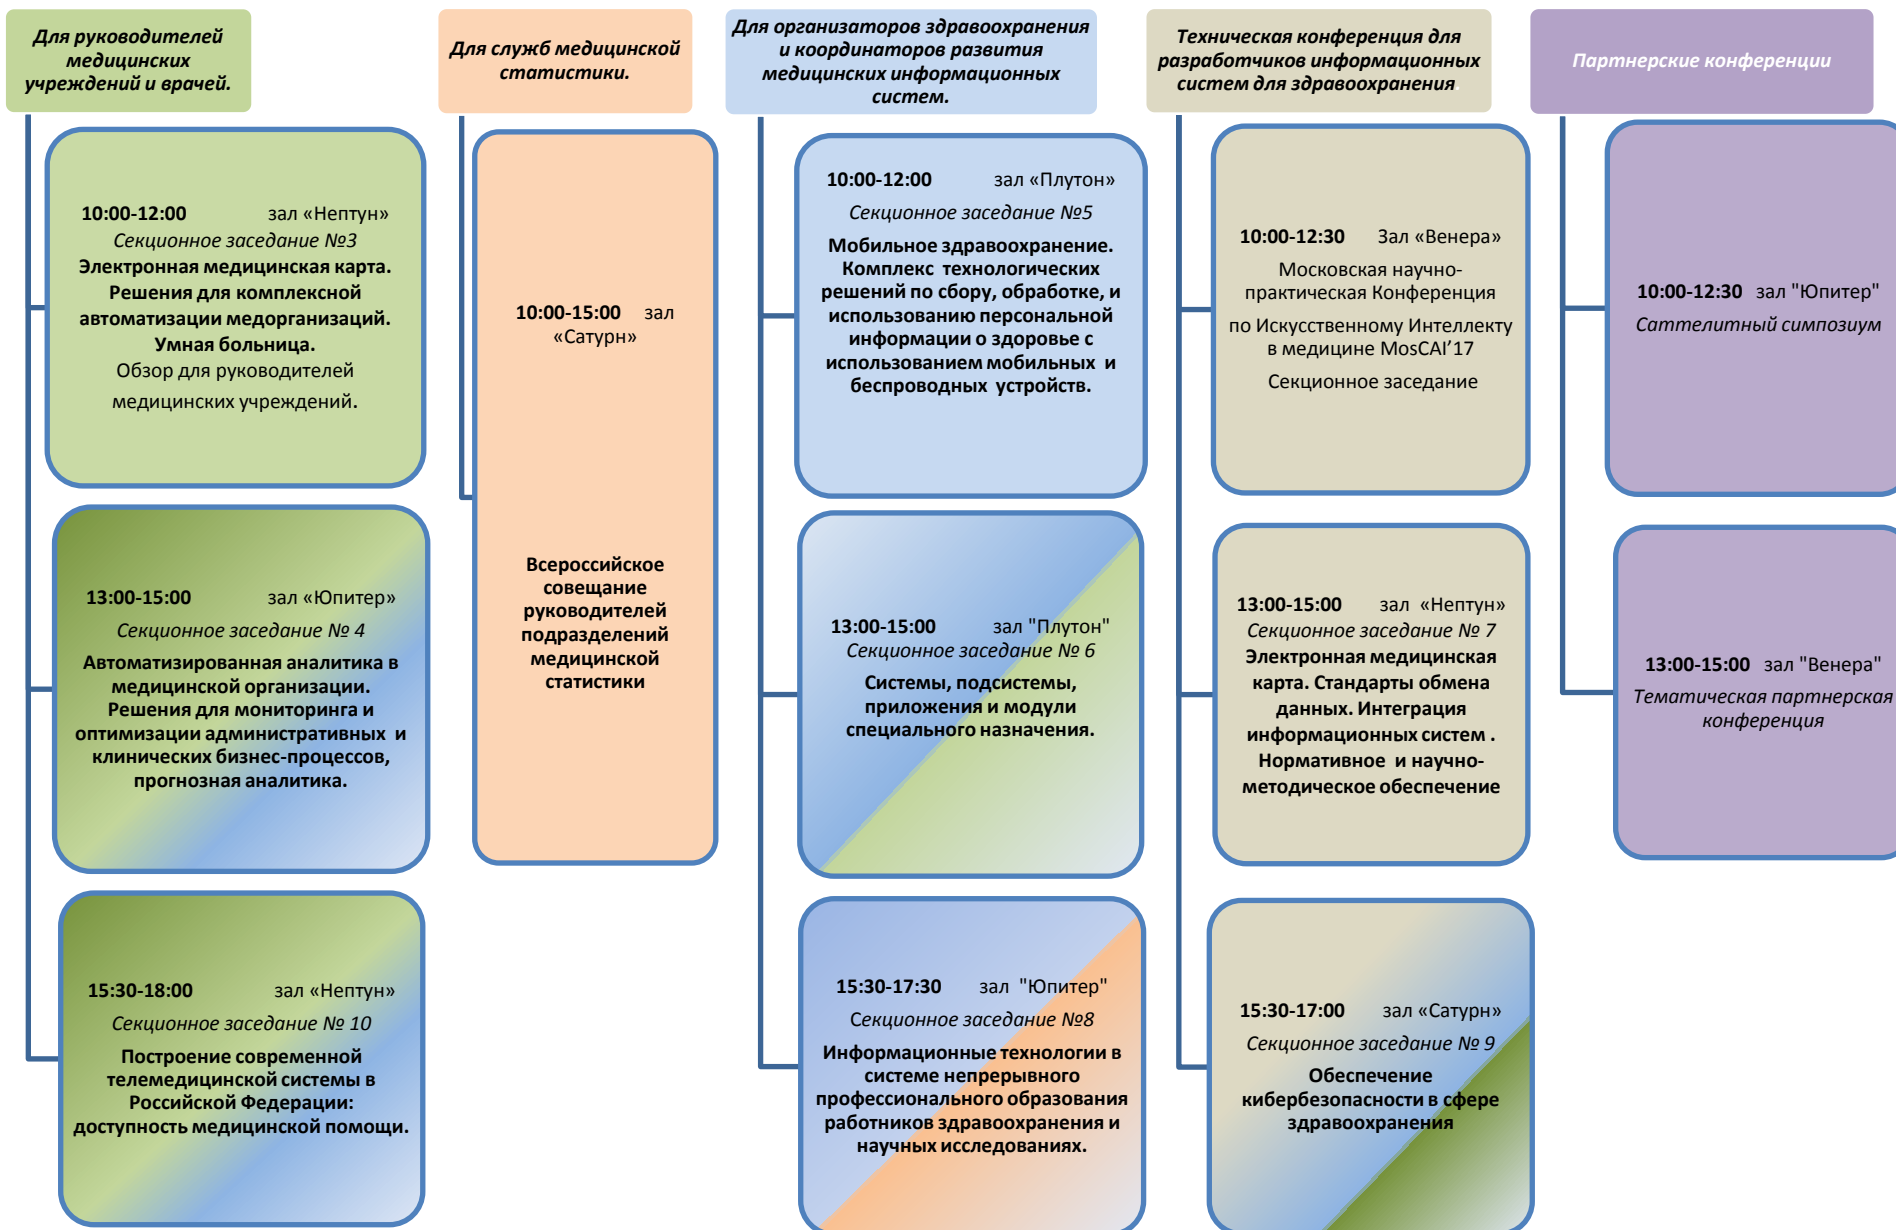 Для руководителей
медицинских
учреждений и врачей.
10:00-12:00 зал «Нептун»
Секционное заседание №3
Электронная медицинская карта.
Решения для комплексной
автоматизации медорганизаций.
Умная больница.
Обзор для руководителей
медицинских учреждений.
13:00-15:00 зал «Юпитер»
Секционное заседание № 4
Автоматизированная аналитика в
медицинской организации.
Решения для мониторинга и
оптимизации административных и
клинических бизнес-процессов,
прогнозная аналитика.
15:30-18:00 зал «Нептун»
Секционное заседание № 10
Построение современной
телемедицинской системы в
Российской Федерации:
доступность медицинской помощи.
Для служб медицинской
статистики.
10:00-15:00 зал
«Сатурн»
Всероссийское
совещание
руководителей
подразделений
медицинской
статистики
Для организаторов здравоохранения
и координаторов развития
медицинских информационных
систем.
10:00-12:00 зал «Плутон»
Секционное заседание №5
Мобильное здравоохранение.
Комплекс технологических
решений по сбору, обработке, и
использованию персональной
информации о здоровье с
использованием мобильных и
беспроводных устройств.
13:00-15:00 зал "Плутон"
Секционное заседание № 6
Системы, подсистемы,
приложения и модули
специального назначения.
15:30-17:30 зал "Юпитер"
Секционное заседание №8
Информационные технологии в
системе непрерывного
профессионального образования
работников здравоохранения и
научных исследованиях.
Техническая конференция для
разработчиков информационных
систем для здравоохранения.
10:00-12:30 Зал «Венера»
Московская научно-
практическая Конференция
по Искусственному Интеллекту
в медицине MosCAI’17
Секционное заседание
13:00-15:00 зал «Нептун»
Секционное заседание № 7
Электронная медицинская
карта. Стандарты обмена
данных. Интеграция
информационных систем .
Нормативное и научно-
методическое обеспечение
15:30-17:00 зал «Сатурн»
Секционное заседание № 9
Обеспечение
кибербезопасности в сфере
здравоохранения
Партнерские конференции
10:00-12:30 зал "Юпитер"
Саттелитный симпозиум
13:00-15:00 зал "Венера"
Тематическая партнерская
конференция